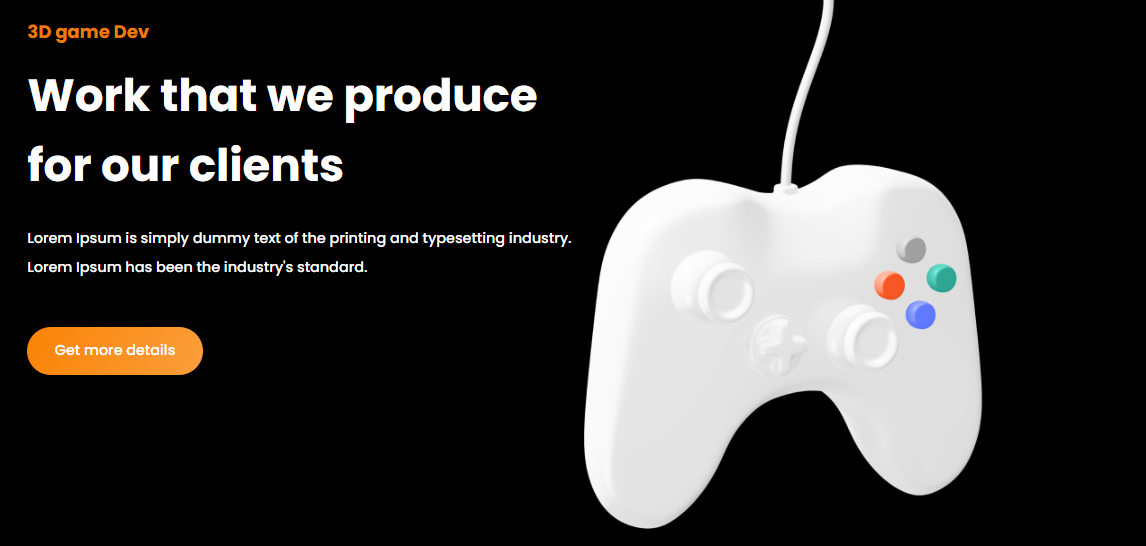 3D game Dev
Work that we produce
for our clients
Lorem Ipsum is simply dummy text of the printing and typesetting industry.
Lorem Ipsum has been the industry's standard.
Get more details